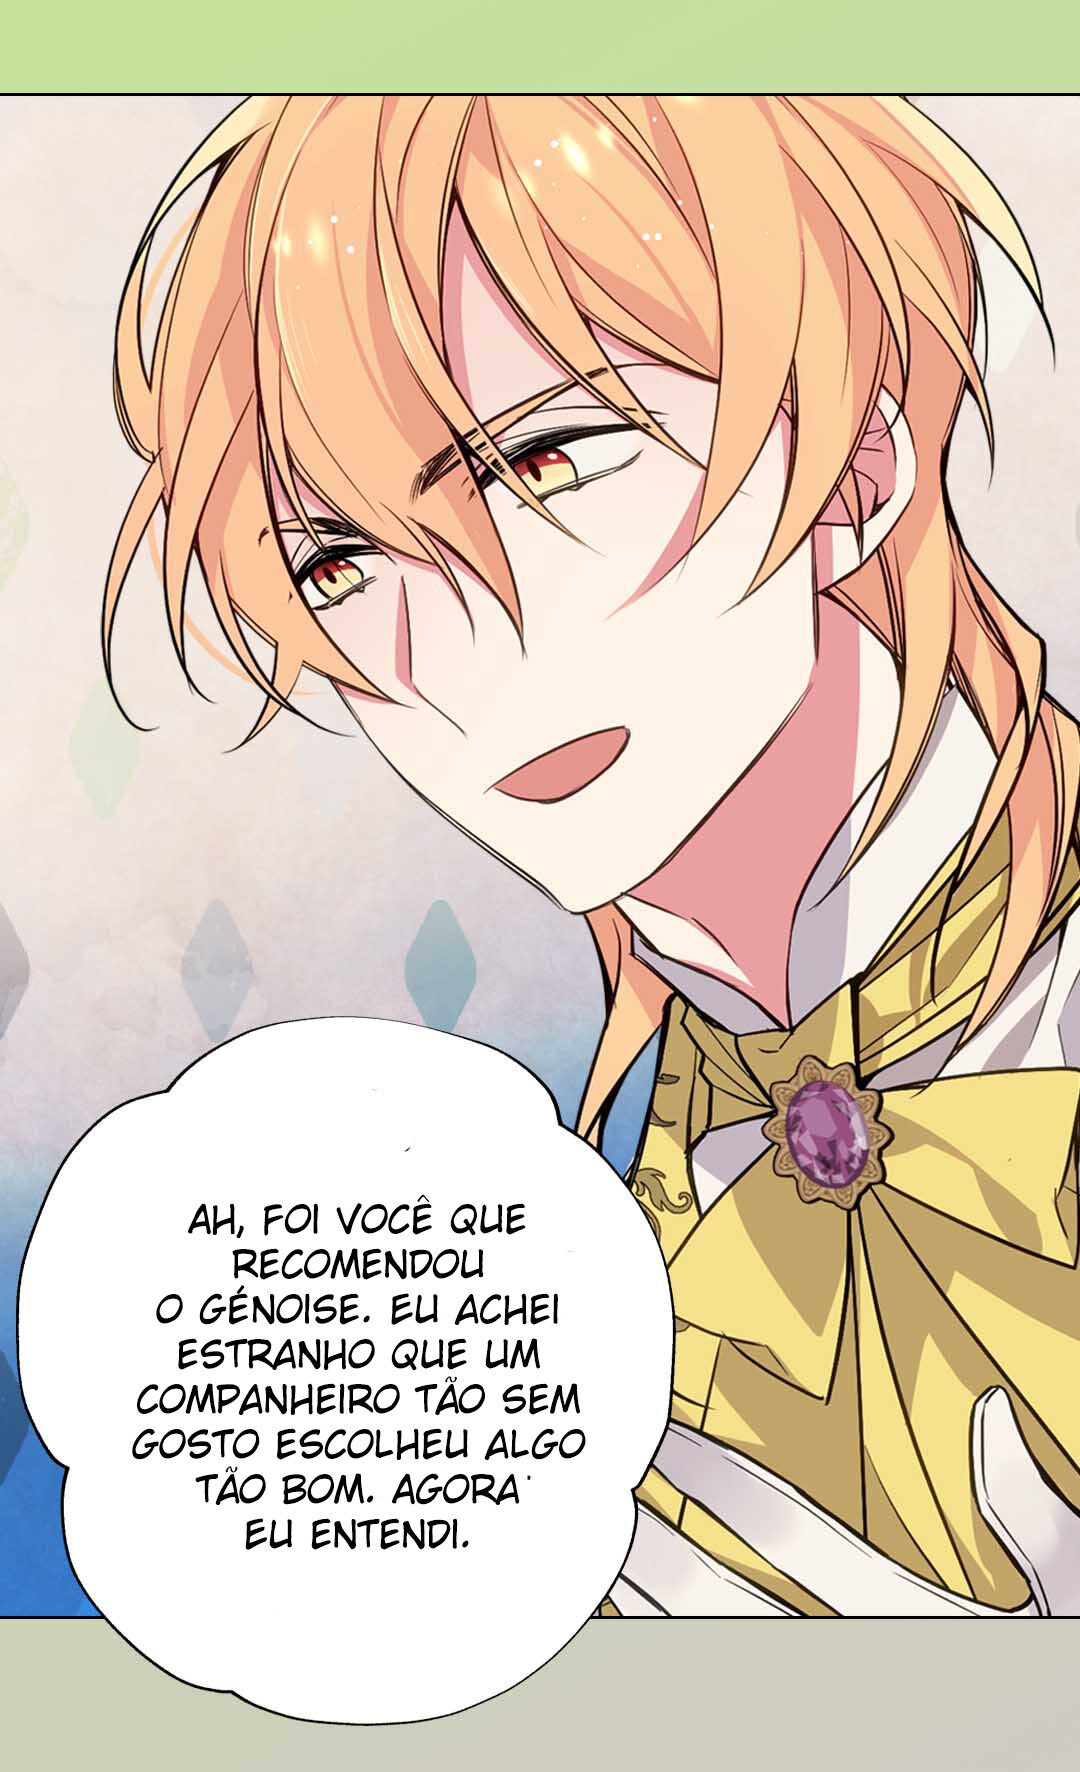 AH, FOI VOCÊ QUE
RECOMENDOU
O GÉNOISE. EU ACHEI
ESTRANHO QUE UM
COMPANHEIRO TÃO SEM
GOSTO ESCOLHEU ALGO
TÃO BOM. AGORA
EU ENTENDI.